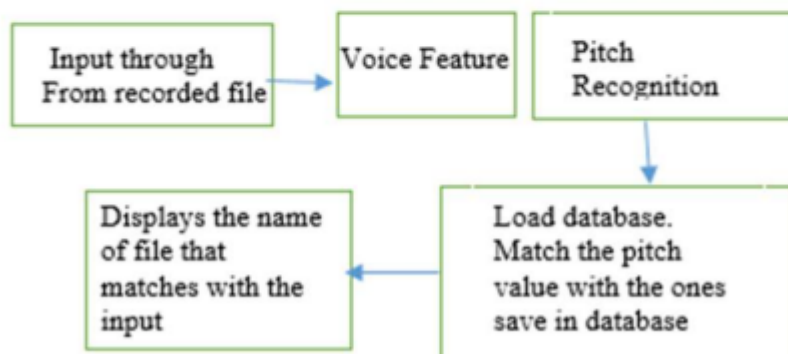 Input through
From recorded file
Voice Feature
Pitch
Recognition
Load database.
Match the pitch
value with the ones
save in database
Displays the name
of file that
matches with the
input